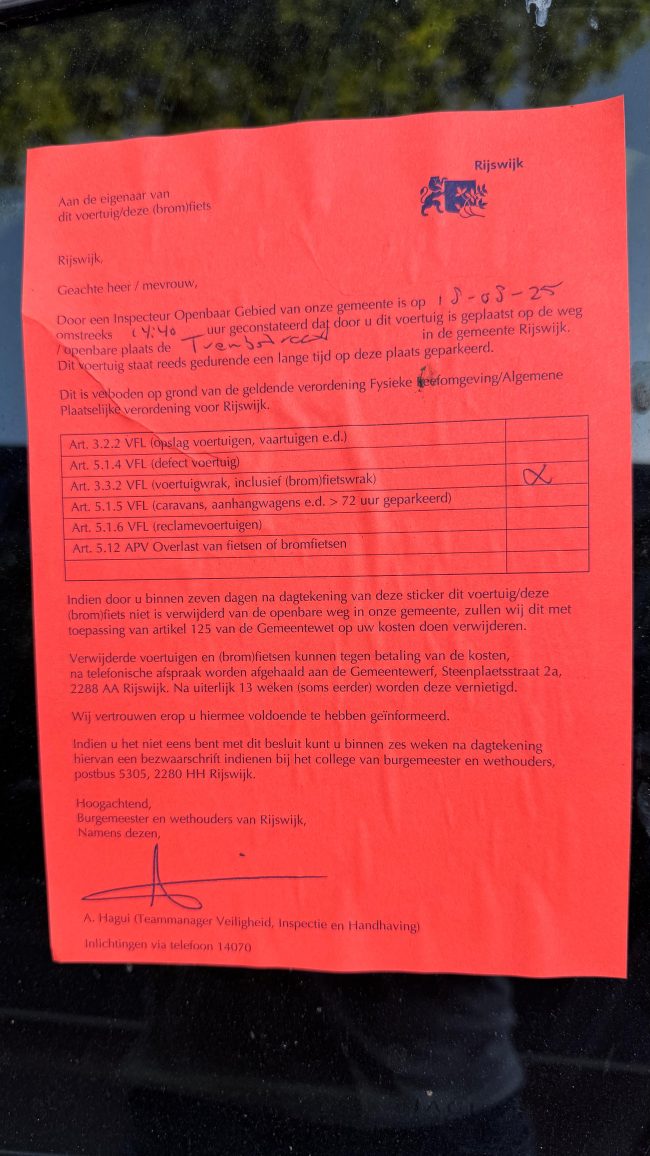 Rijswijk
Aan de eigenaar van
dit voertuig/deze (brom)fiets
Rijswijk,
Geachte heer / mevrouw,
Door een Inspecteur Openbaar Gebied van onze gemeente is op 18-08-25
omstreeks 14:40 uur geconstateerd dat door u dit voertuig is geplaatst op de weg
/ openbare plaats de in de gemeente Rijswijk.
Dit voertuig staat reeds gedurende een lange tijd op deze plaats geparkeerd.
Dit is verboden op grond van de geldende verordening Fysieke leefomgeving/Algemene
Plaatselijke verordening voor Rijswijk.
Art. 3.2.2 VFL (opslag voertuigen, vaartuigen e.d.)
Art. 5.1.4 VFL (defect voertuig)
Art. 3.3.2 VFL (voertuigwrak, inclusief (brom)fietswrak)
Art. 5.1.5 VFL (caravans, aanhangwagens e.d. > 72 uur geparkeerd)
Art. 5.1.6 VFL (reclamevoertuigen)
Art. 5.12 APV Overlast van fietsen of bromfietsen
Indien door u binnen zeven dagen na dagtekening van deze sticker dit voertuig/deze
(brom)fiets niet is verwijderd van de openbare weg in onze gemeente, zullen wij dit met
toepassing van artikel 125 van de Gemeentewet op uw kosten doen verwijderen.
Verwijderde voertuigen en (brom)fietsen kunnen tegen betaling van de kosten,
na telefonische afspraak worden afgehaald aan de Gemeentewerf, Steenplaetsstraat 2a,
2288 AA Rijswijk. Na uiterlijk 13 weken (soms eerder) worden deze vernietigd.
Wij vertrouwen erop u hiermee voldoende te hebben geïnformeerd.
Indien u het niet eens bent met dit besluit kunt u binnen zes weken na dagtekening
hiervan een bezwaarschrift indienen bij het college van burgemeester en wethouders,
postbus 5305, 2280 HH Rijswijk.
Hoogachtend,
Burgemeester en wethouders van Rijswijk,
Namens dezen,
A. Hagui (Teammanager Veiligheid, Inspectie en Handhaving)
Inlichtingen via telefoon 14070